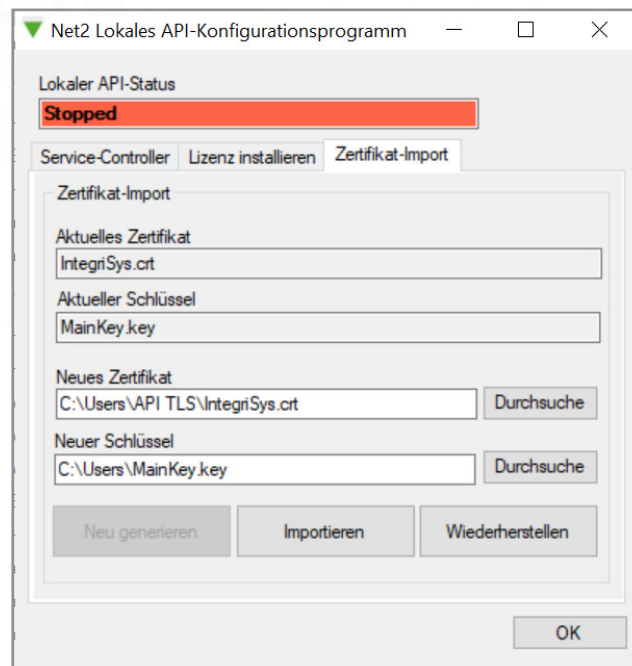 Net2 Lokales API-Konfigurationsprogramm
Lokaler API-Status
Stopped
Service-Controller Lizenz installieren Zertifikat-Import
Zertifikat-Import
Aktuelles Zertifikat
IntegriSys.crt
Aktueller Schlüssel
MainKey.key
Neues Zertifikat
C:\Users\API TLS\IntegriSys.crt Durchsuche
Neuer Schlüssel
C:\Users\MainKey.key Durchsuche
Neu generieren Importieren Wiederherstellen
OK